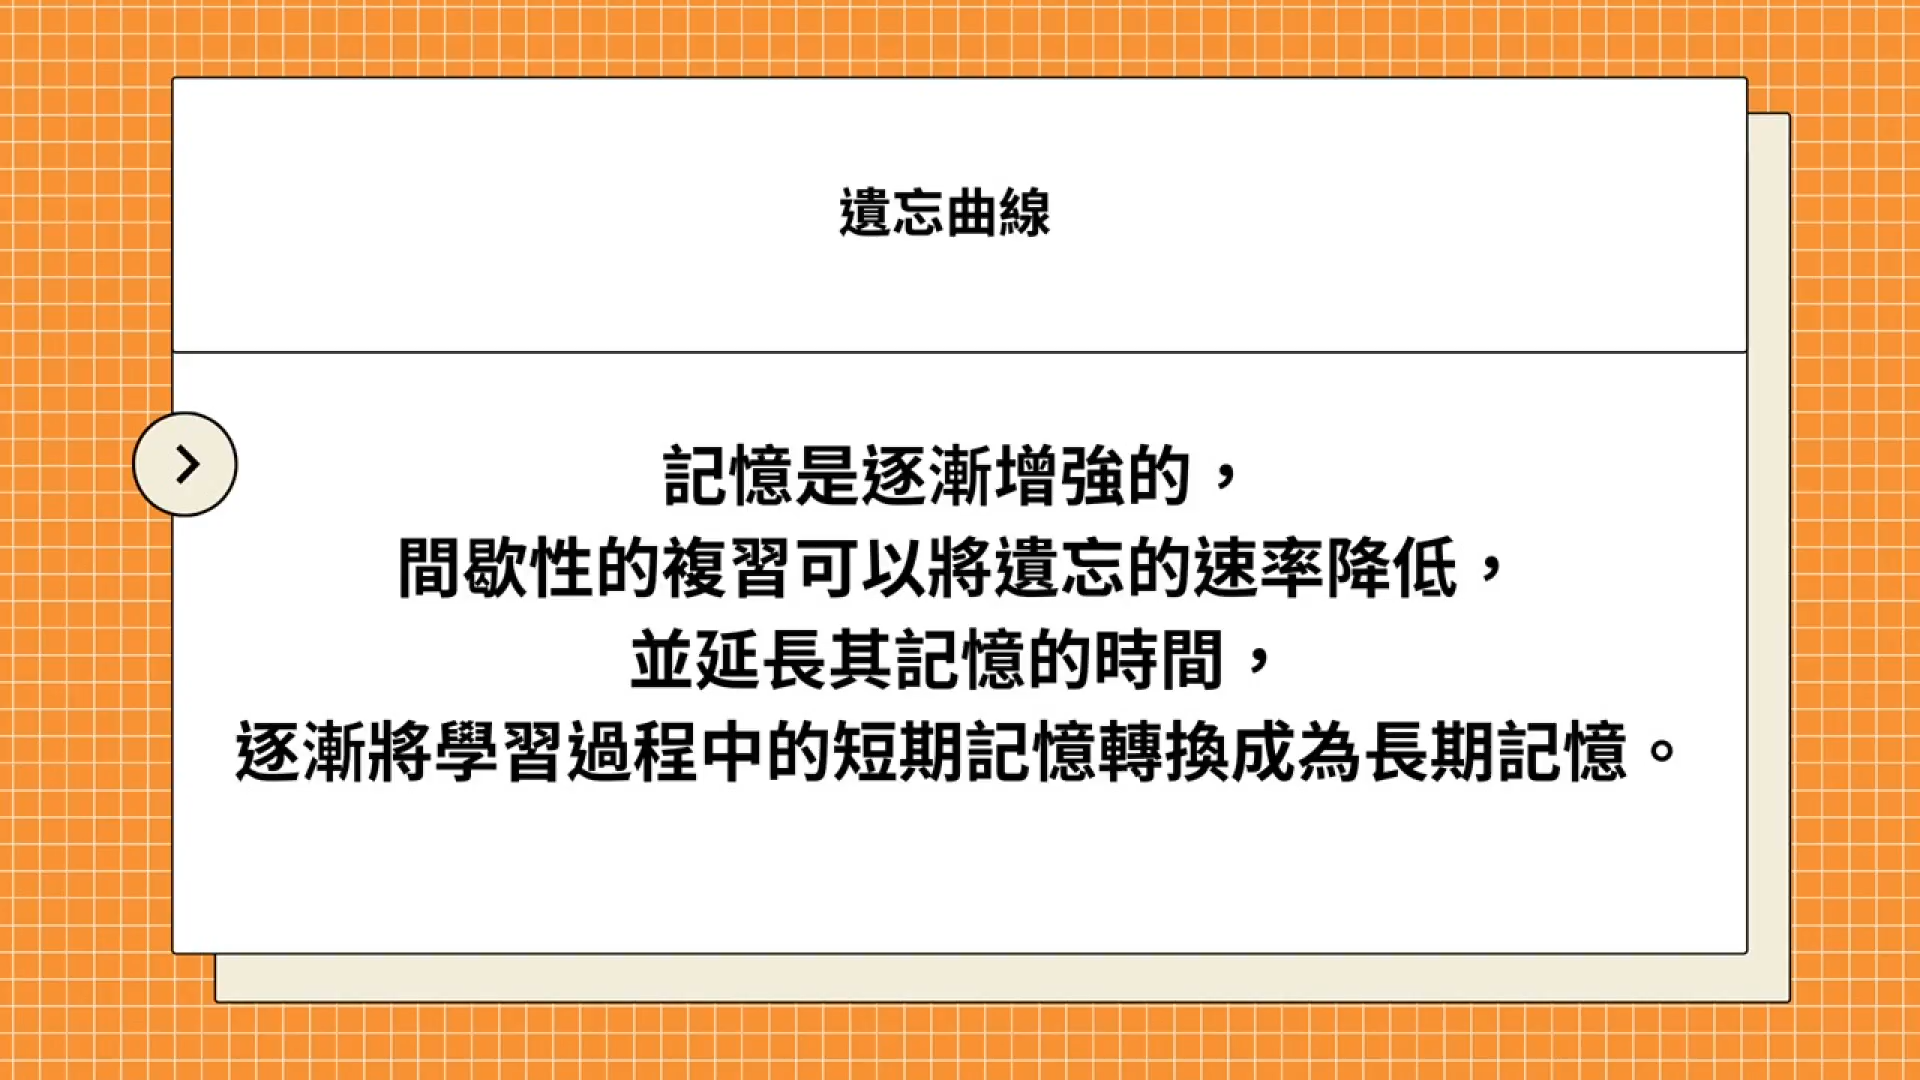 遺忘曲線
記憶是逐漸增強的，
間歇性的複習可以將遺忘的速率降低，
並延長其記憶的時間，
逐漸將學習過程中的短期記憶轉換成為長期記憶。